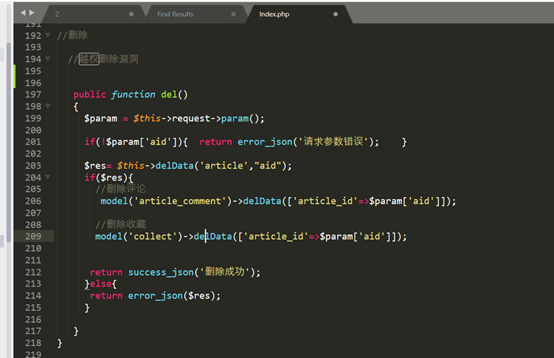 2
Find Results
Index.php
191
192 //删除
193
194 //越权删除漏洞
195
196
197 public function del()
198 {
199 $param = $this->request->param();
200
201 if(!$param['aid']){ return error_json('请求参数错误'); }
202
203 $res= $this->delData('article',"aid");
204 if($res){
205 //删除评论
206 model('article_comment')->delData(['article_id'=>$param['aid']]);
207
208 //删除收藏
209 model('collect')->delData(['article_id'=>$param['aid']]);
210
211
212 return success_json('删除成功');
213 }else{
214 return error_json($res);
215 }
216
217 }
218 }
219